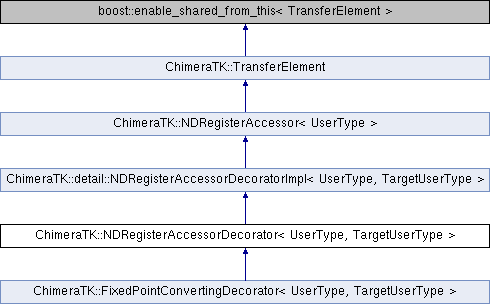 boost::enable_shared_from_this< TransferElement >
ChimeraTK::TransferElement
ChimeraTK::NDRegisterAccessor< UserType >
ChimeraTK::detail::NDRegisterAccessorDecoratorImpl< UserType, TargetUserType >
ChimeraTK::NDRegisterAccessorDecorator< UserType, TargetUserType >
ChimeraTK::FixedPointConvertingDecorator< UserType, TargetUserType >